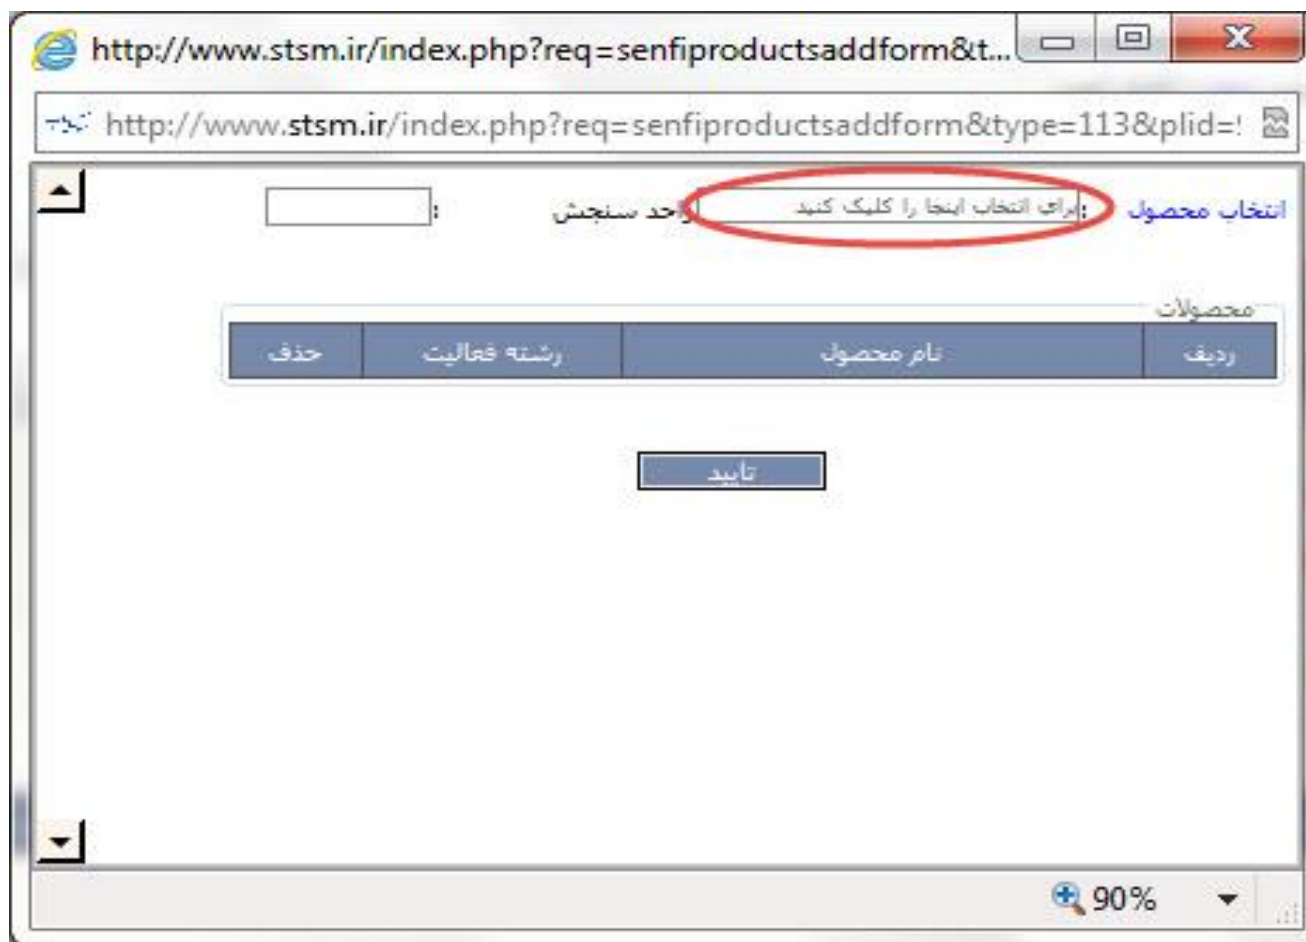 http://www.stsm.ir/index.php?req=senfiproductsaddform&t...
http://www.stsm.ir/index.php?req=senfiproductsaddform&type=113&plid=
انتخاب محصول : برای انتخاب اینجا را کلیک کنید واحد سنجش :
محصولات
ردیف نام محصول رشته فعالیت حذف
تایید
90%